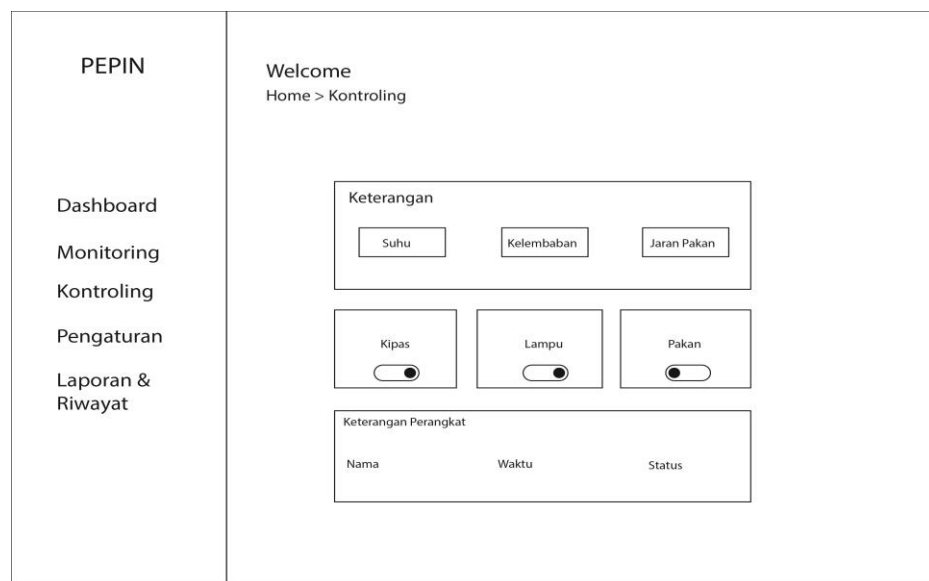 PEPIN
Welcome
Home > Kontroling
Dashboard
Monitoring
Kontroling
Pengaturan
Laporan &
Riwayat
Keterangan
Suhu
Kelembaban
Jaran Pakan
Kipas
Lampu
Pakan
Keterangan Perangkat
Nama
Waktu
Status